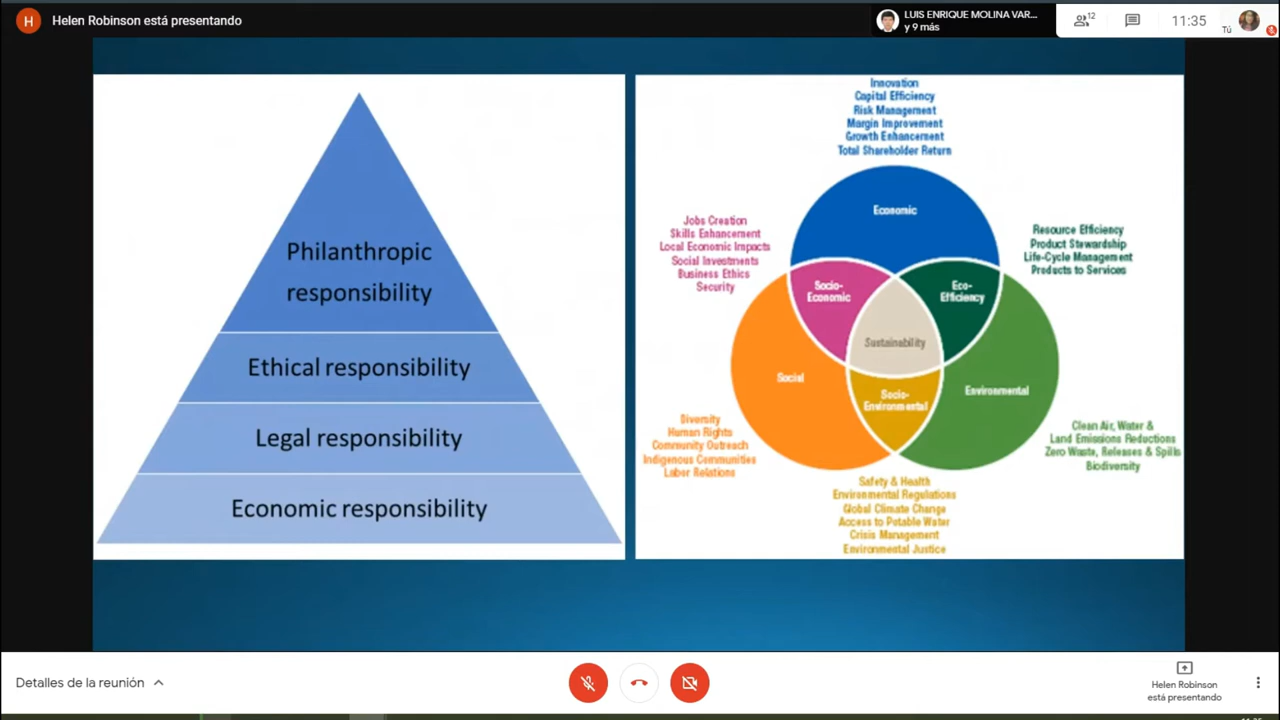 H
Helen Robinson está presentando
LUIS ENRIQUE MOLINA VAR...
y 9 más
12
11:35
Tú
Philanthropic
responsibility
Ethical responsibility
Legal responsibility
Economic responsibility
Innovation
Capital Efficiency
Risk Management
Margin Improvement
Growth Enhancement
Total Shareholder Return
Economic
Jobs Creation
Skills Enhancement
Local Economic Impacts
Social Investments
Business Ethics
Security
Resource Efficiency
Product Stewardship
Life-Cycle Management
Products to Services
Socio-
Economic
Eco-
Efficiency
Sustainability
Social
Socio-
Environmental
Environmental
Diversity
Human Rights
Community Outreach
Indigenous Communities
Labor Relations
Clean Air, Water &
Land Emissions Reductions
Zero Waste, Releases & Spills
Biodiversity
Safety & Health
Environmental Regulations
Global Climate Change
Access to Potable Water
Crisis Management
Environmental Justice
Detalles de la reunión
Helen Robinson
está presentando